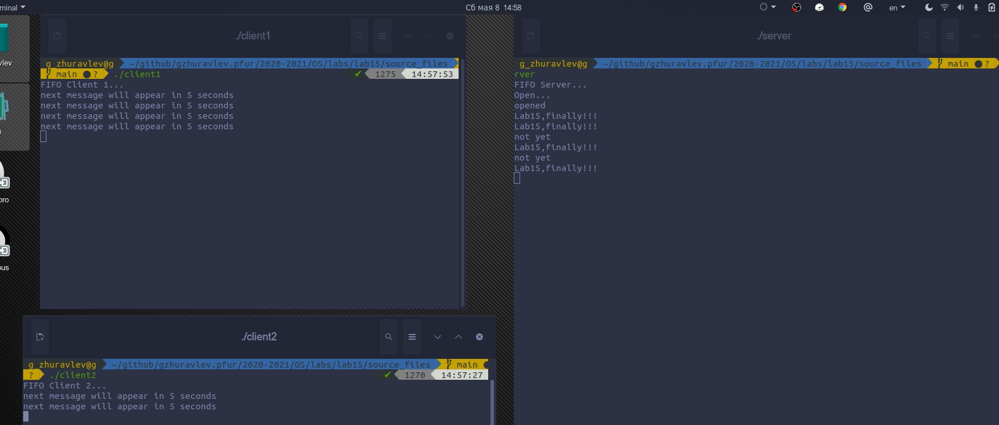 minal
Сб мая 8 14:58
en
vlev
pro
ous
./client1
g_zhuravlev@g ~/github/gzhuravlev.pfur/2020-2021/OS/labs/lab15/source_files
main ● ? ./client1 ✔ 1275 14:57:53
FIFO Client 1...
next message will appear in 5 seconds
next message will appear in 5 seconds
next message will appear in 5 seconds
next message will appear in 5 seconds
./client2
g_zhuravlev@g ~/github/gzhuravlev.pfur/2020-2021/OS/labs/lab15/source_files main ●
? ./client2 ✔ 1270 14:57:27
FIFO Client 2...
next message will appear in 5 seconds
next message will appear in 5 seconds
./server
g_zhuravlev@g ~/github/gzhuravlev.pfur/2020-2021/OS/labs/lab15/source_files main ● ?
rver
FIFO Server...
Open...
opened
Lab15,finally!!!
Lab15,finally!!!
not yet
Lab15,finally!!!
not yet
Lab15,finally!!!